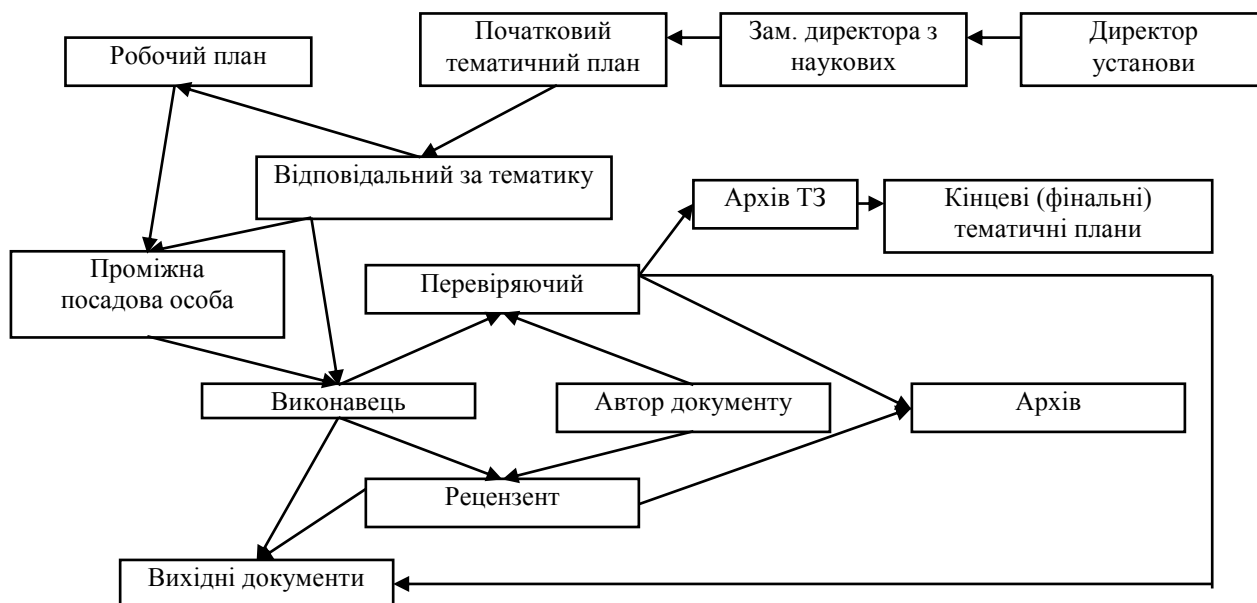 Початковий
тематичний план
Зам. директора з
наукових
Директор
установи
Робочий план
Відповідальний за тематику
Архів ТЗ
Кінцеві (фінальні)
тематичні плани
Проміжна
посадова особа
Перевіряючий
Виконавець
Автор документу
Архів
Рецензент
Вихідні документи